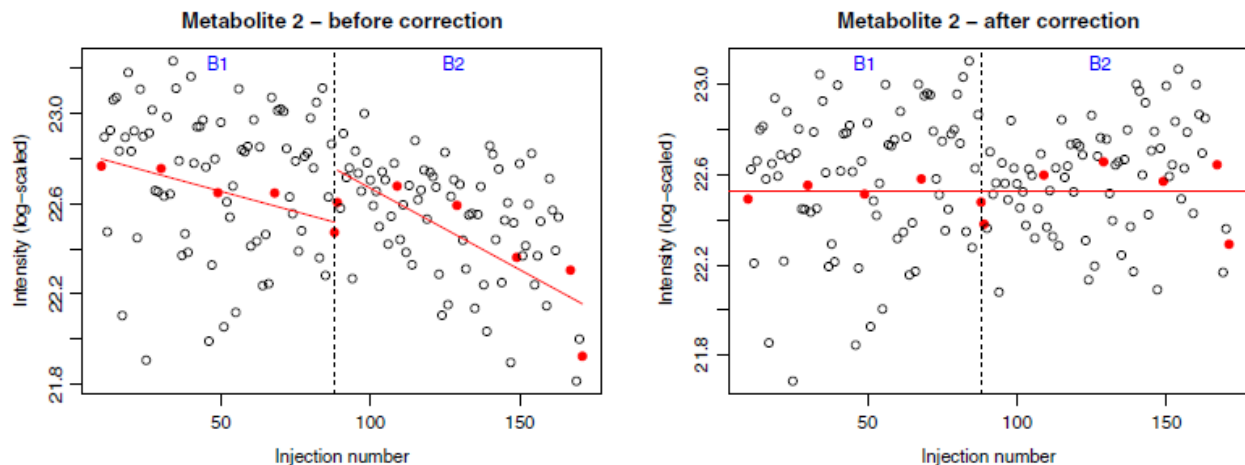 Metabolite 2 – before correction
B1
B2
Intensity (log−scaled)
23.0
22.6
22.2
21.8
50
100
150
Injection number
Metabolite 2 – after correction
B1
B2
Intensity (log−scaled)
23.0
22.6
22.2
21.8
50
100
150
Injection number